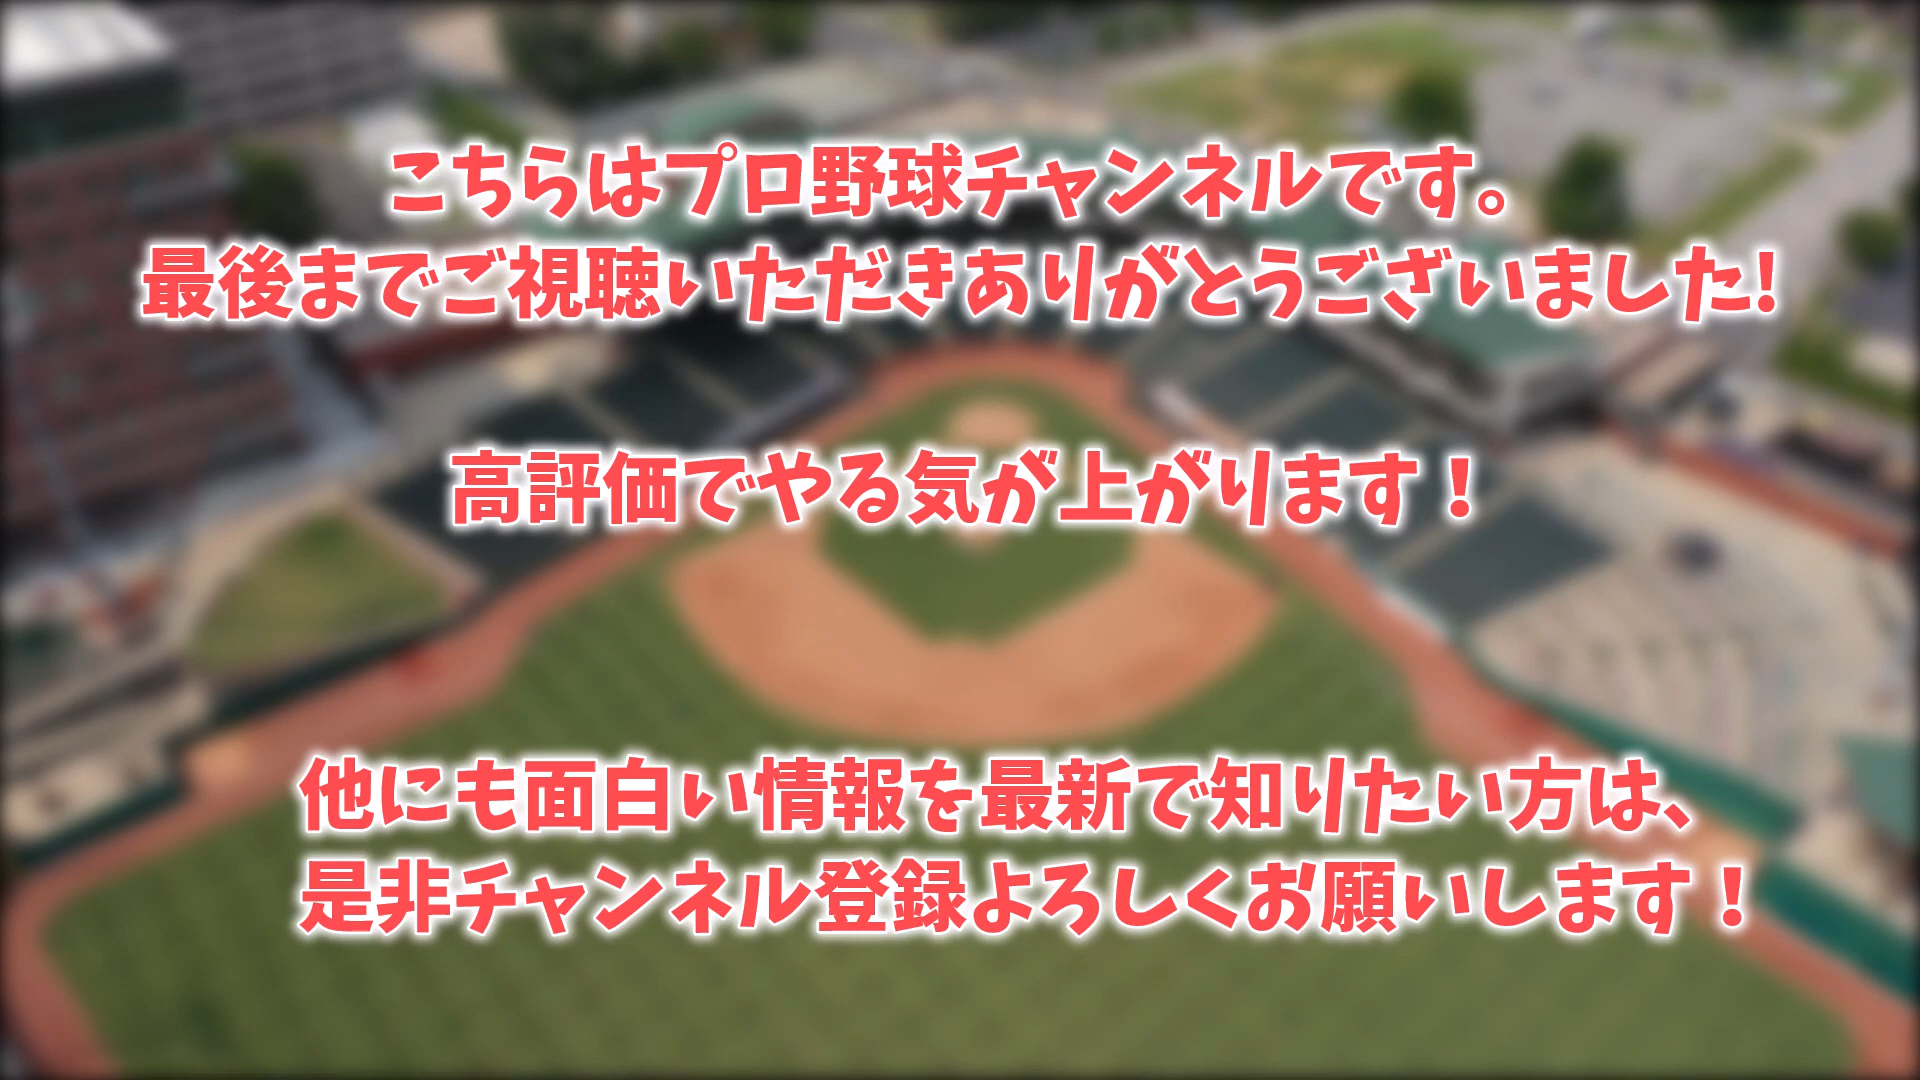 こちらはプロ野球チャンネルです。
最後までご視聴いただきありがとうございました!
高評価でやる気が上がります！
他にも面白い情報を最新で知りたい方は、
是非チャンネル登録よろしくお願いします！